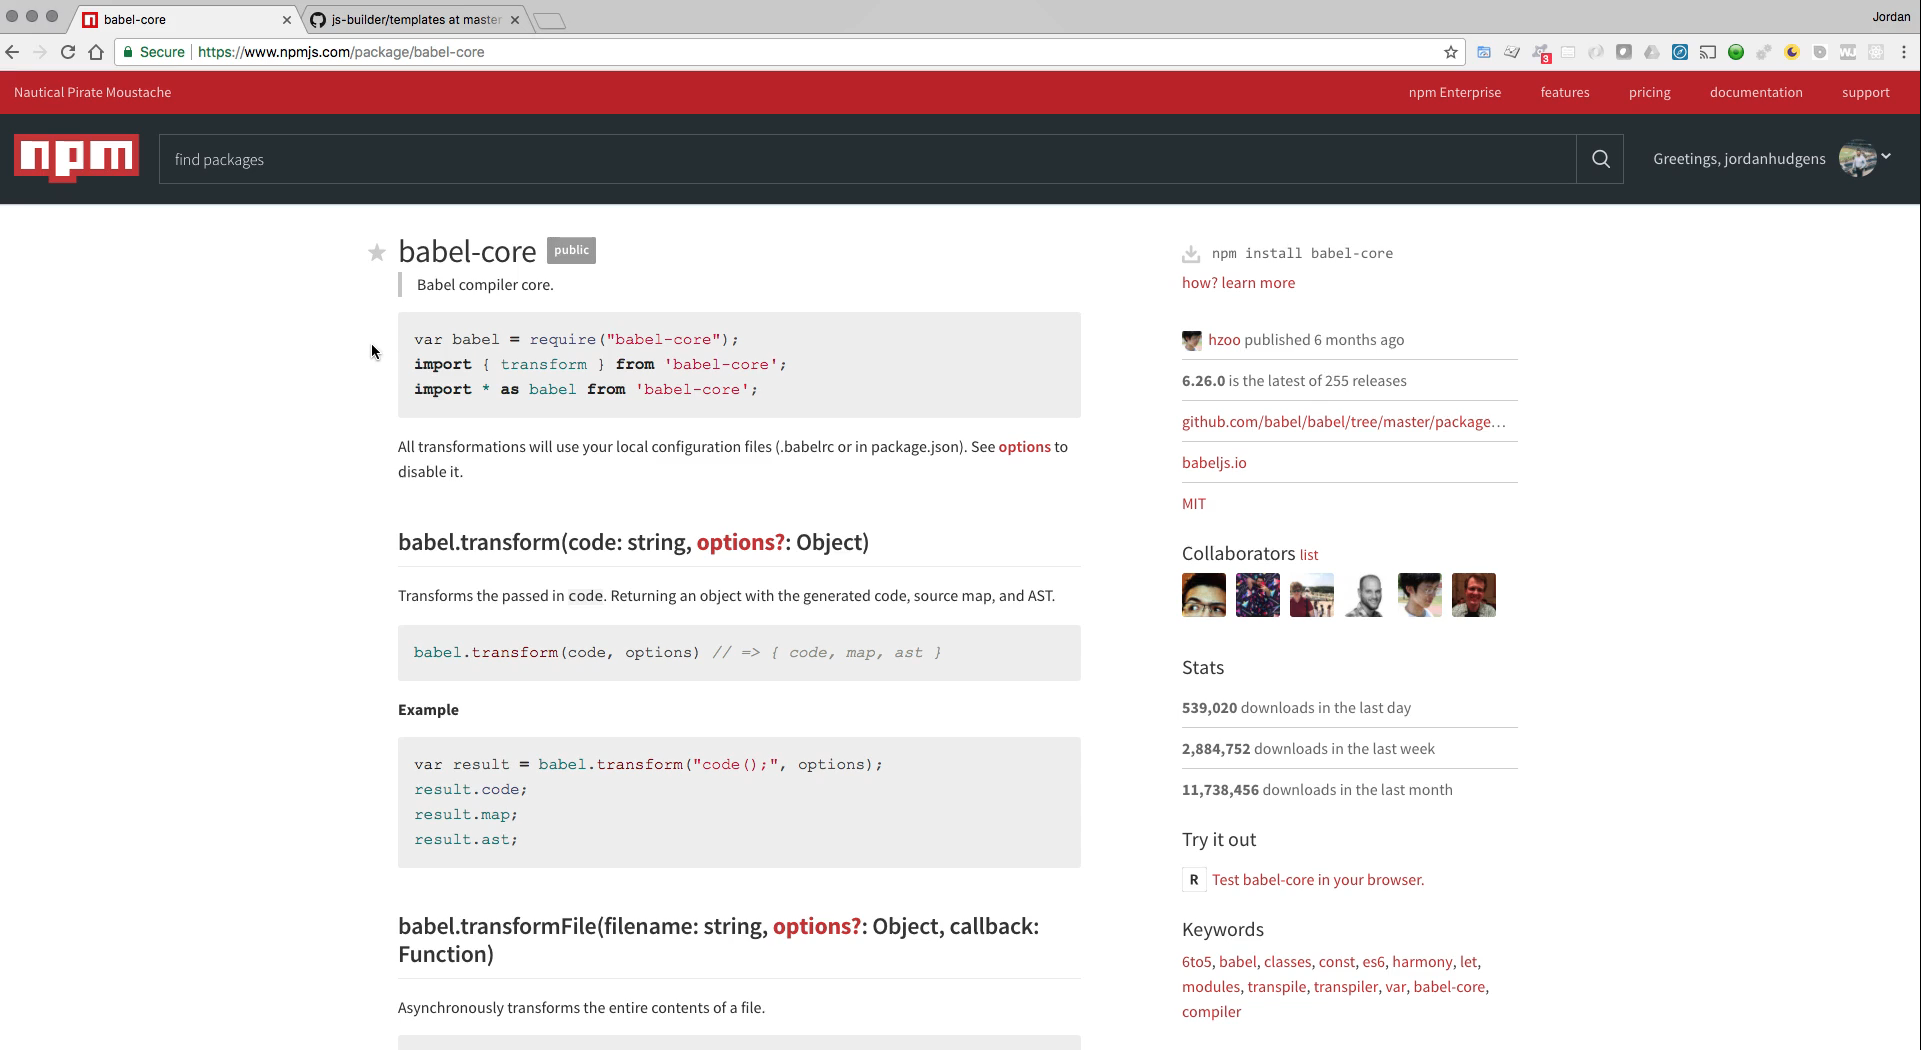 babel-core
js-builder/templates at master
Jordan
Secure
https://www.npmjs.com/package/babel-core
3
WJ
Nautical Pirate Moustache
npm Enterprise
features
pricing
documentation
support
npm
find packages
Greetings, jordanhudgens
babel-core public
Babel compiler core.
var babel = require("babel-core");
import { transform } from 'babel-core';
import * as babel from 'babel-core';
All transformations will use your local configuration files (.babelrc or in package.json). See options to
disable it.
babel.transform(code: string, options?: Object)
Transforms the passed in code. Returning an object with the generated code, source map, and AST.
babel.transform(code, options) // => { code, map, ast }
Example
var result = babel.transform("code();", options);
result.code;
result.map;
result.ast;
babel.transformFile(filename: string, options?: Object, callback:
Function)
Asynchronously transforms the entire contents of a file.
npm install babel-core
how? learn more
hzoo published 6 months ago
6.26.0 is the latest of 255 releases
github.com/babel/babel/tree/master/package…
babeljs.io
MIT
Collaborators list
Stats
539,020 downloads in the last day
2,884,752 downloads in the last week
11,738,456 downloads in the last month
Try it out
R Test babel-core in your browser.
Keywords
6to5, babel, classes, const, es6, harmony, let,
modules, transpile, transpiler, var, babel-core,
compiler